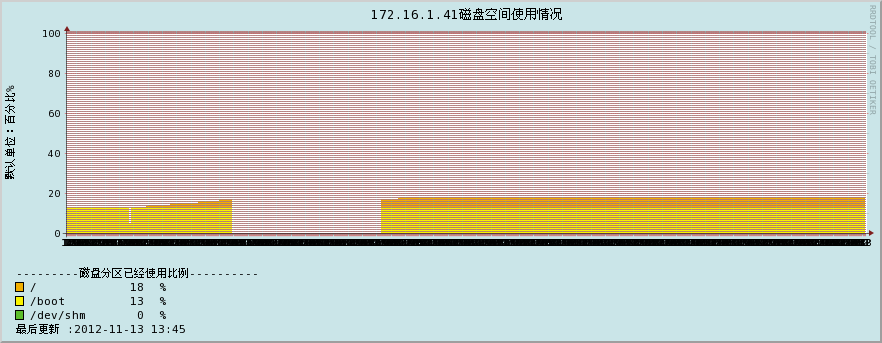 172.16.1.41磁盘空间使用情况
RRDTOOL / TOBI OETIKER
默认单位：百分比%
100
80
60
40
20
0
---------磁盘分区已经使用比例----------
/ 18 %
/boot 13 %
/dev/shm 0 %
最后更新 :2012-11-13 13:45